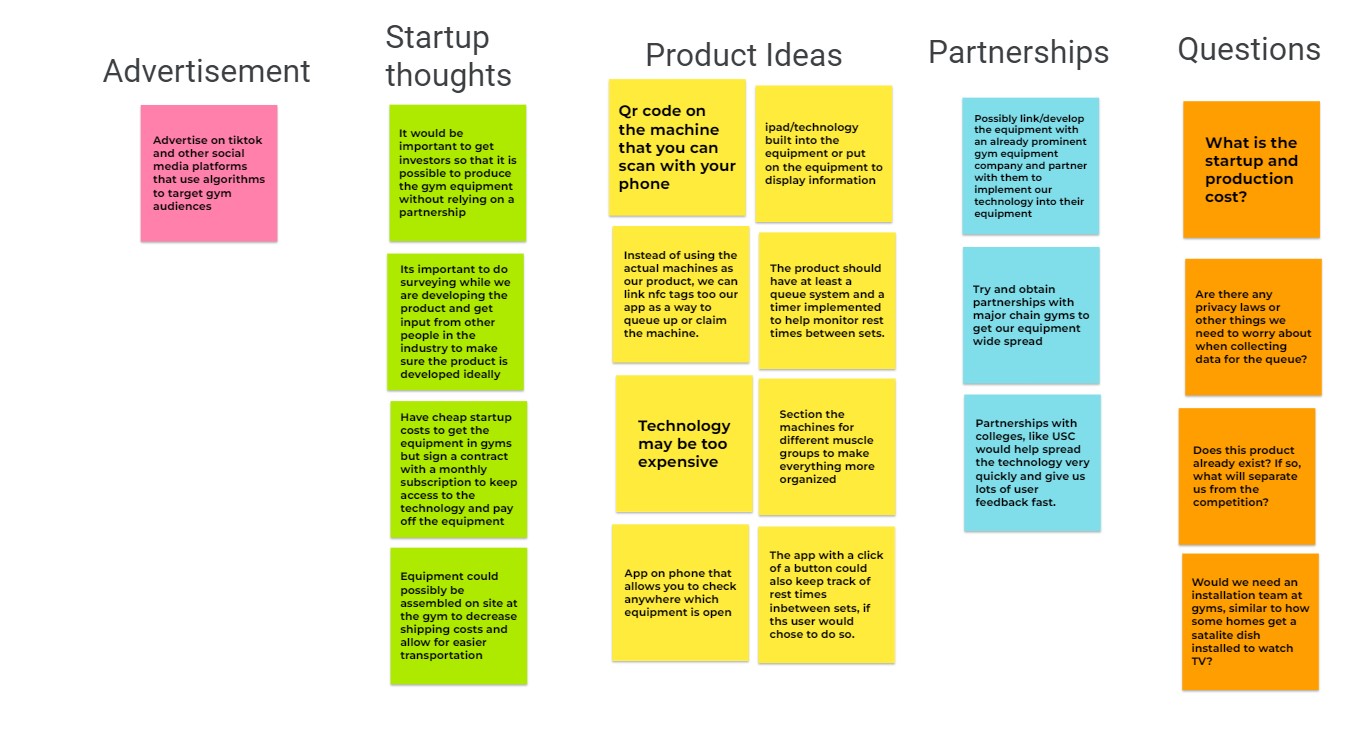 Advertisement
Advertise on tiktok
and other social
media platforms
that use algorithms
to target gym
audiences
Startup
thoughts
It would be
important to get
investors so that it is
possible to produce
the gym equipment
without relying on a
partnership
Its important to do
surveying while we
are developing the
product and get
input from other
people in the
industry to make
sure the product is
developed ideally
Have cheap startup
costs to get the
equipment in gyms
but sign a contract
with a monthly
subscription to keep
access to the
technology and pay
off the equipment
Equipment could
possibly be
assembled on site at
the gym to decrease
shipping costs and
allow for easier
transportation
Product Ideas
Qr code on
the machine
that you can
scan with your
phone
ipad/technology
built into the
equipment or put
on the equipment to
display information
Instead of using the
actual machines as
our product, we can
link nfc tags too our
app as a way to
queue up or claim
the machine.
The product should
have at least a
queue system and a
timer implemented
to help monitor rest
times between sets.
Technology
may be too
expensive
Section the
machines for
different muscle
groups to make
everything more
organized
App on phone that
allows you to check
anywhere which
equipment is open
The app with a click
of a button could
also keep track of
rest times
inbetween sets, if
ths user would
chose to do so.
Partnerships
Possibly link/develop
the equipment with
an already prominent
gym equipment
company and partner
with them to
implement our
technology into their
equipment
Try and obtain
partnerships with
major chain gyms to
get our equipment
wide spread
Partnerships with
colleges, like USC
would help spread
the technology very
quickly and give us
lots of user
feedback fast.
Questions
What is the
startup and
production
cost?
Are there any
privacy laws or
other things we
need to worry about
when collecting
data for the queue?
Does this product
already exist? If so,
what will separate
us from the
competition?
Would we need an
installation team at
gyms, similar to how
some homes get a
satalite dish
installed to watch
TV?